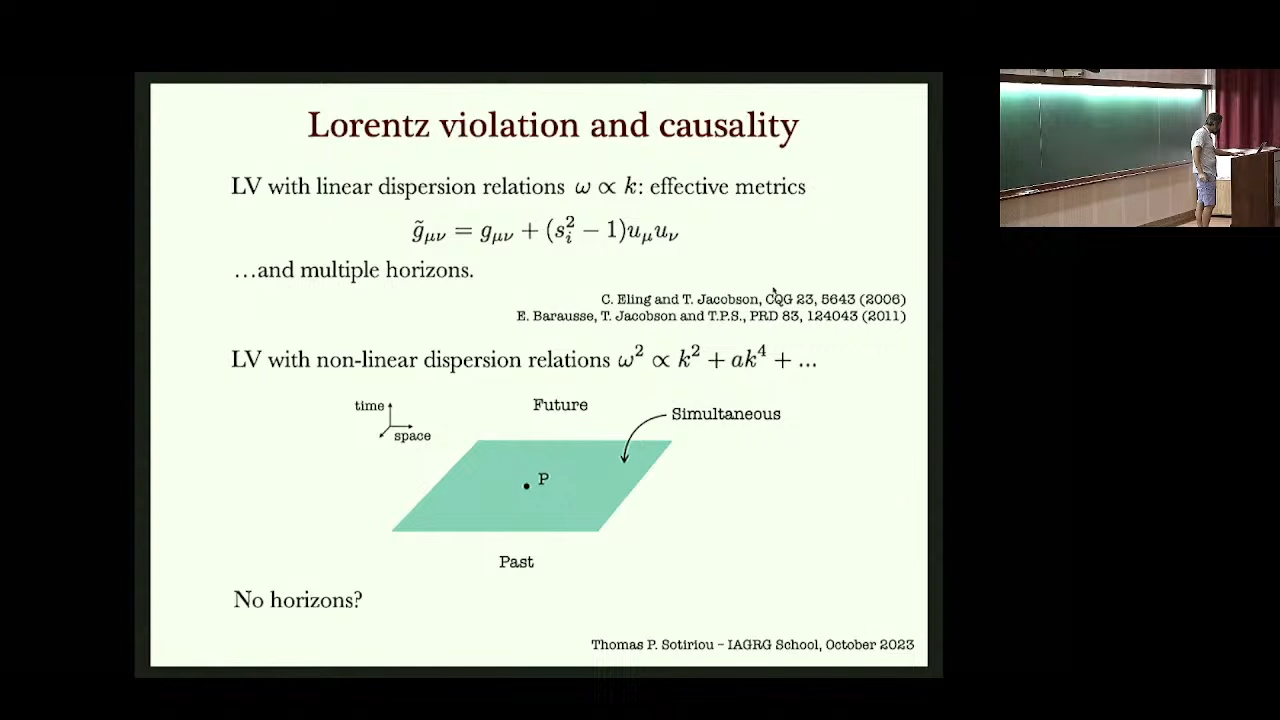 Lorentz violation and causality
LV with linear dispersion relations ω ∝ k: effective metrics
g̃μν = gμν + (sᵢ² − 1)uμuν
…and multiple horizons.
C. Eling and T. Jacobson, CQG 23, 5643 (2006)
E. Barausse, T. Jacobson and T.P.S., PRD 83, 124043 (2011)
LV with non-linear dispersion relations ω² ∝ k² + ak⁴ + ...
time
Future
Simultaneous
space
P
Past
No horizons?
Thomas P. Sotiriou – IAGRG School, October 2023